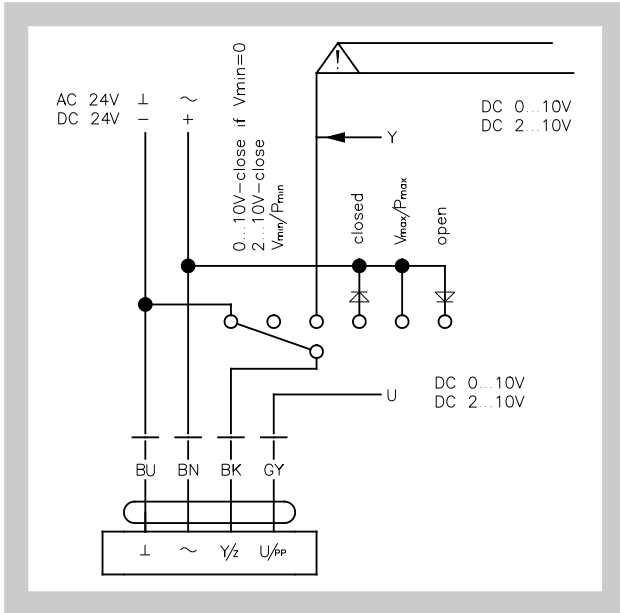 AC 24V ⊥ ~
DC 24V – +
0...10V–close if Vmin=0
2...10V–close
Vmin/Pmin
!
DC 0...10V
DC 2...10V
Y
closed
Vmax/Pmax
open
U
DC 0...10V
DC 2...10V
BU BN BK GY
⊥ ~ Y/Z U/PP